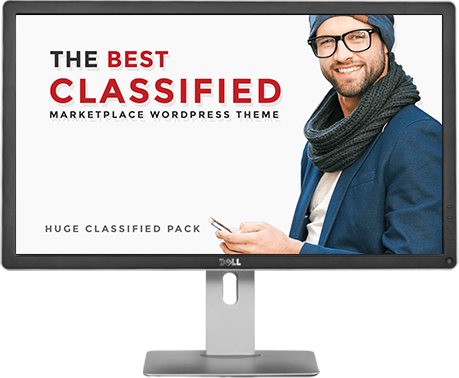 THE BEST
CLASSIFIED
MARKETPLACE WORDPRESS THEME
HUGE CLASSIFIED PACK
DELL